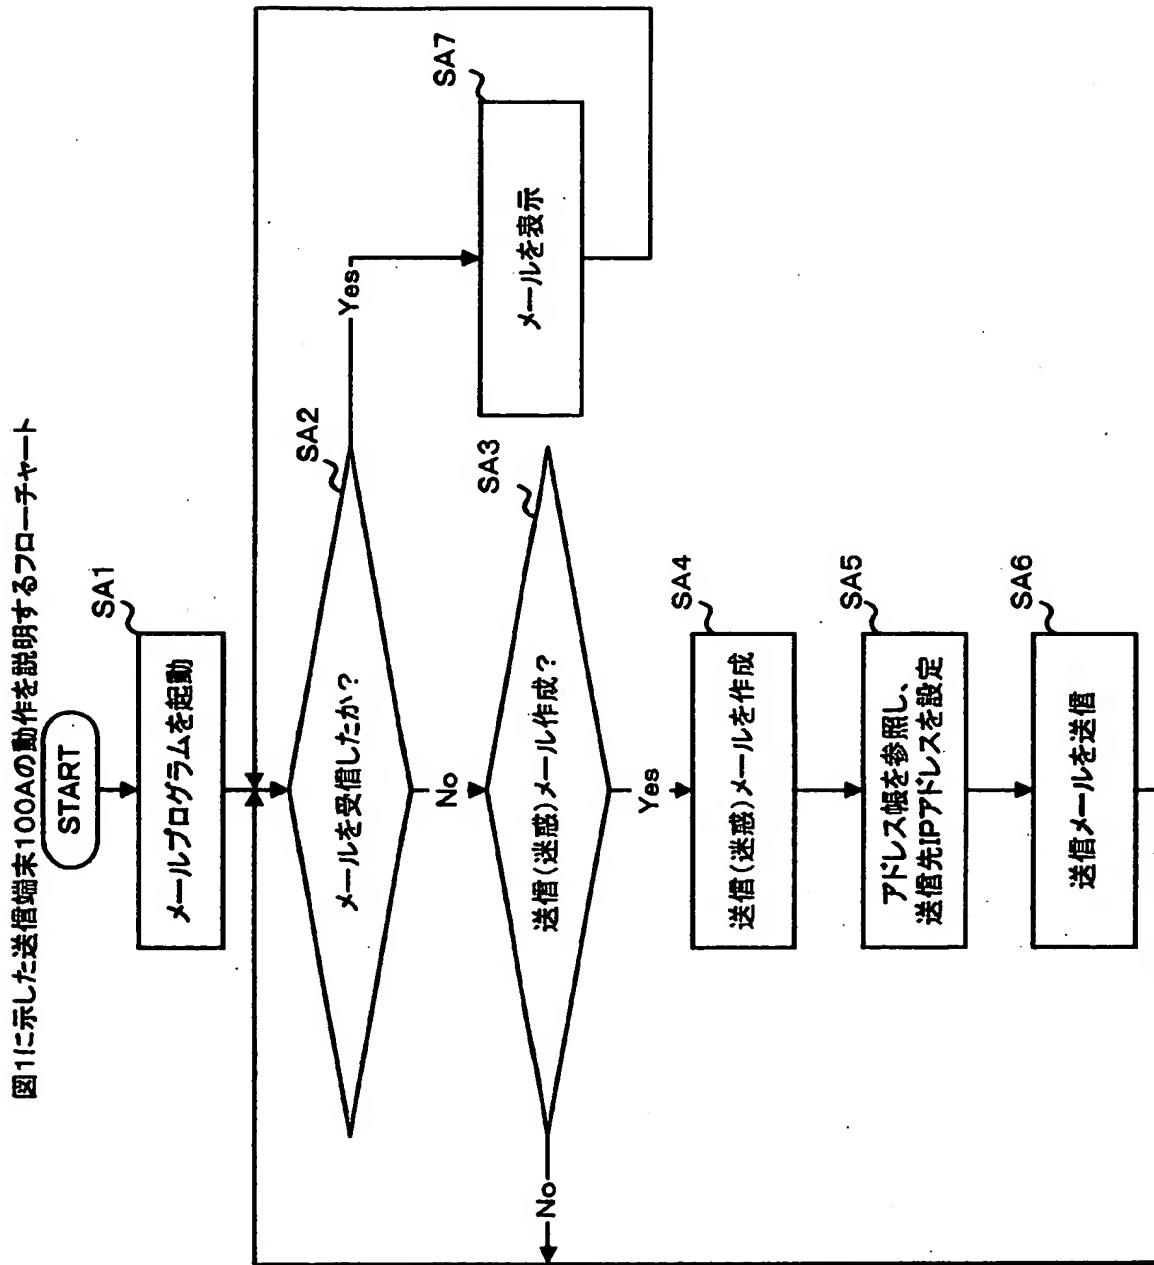 図1に示した送信端末100Aの動作を説明するフローチャート
START
SA1
メールプログラムを起動
SA2
メールを受信したか?
Yes
No
SA7
メールを表示
SA3
送信(迷惑)メール作成?
No
Yes
SA4
送信(迷惑)メールを作成
SA5
アドレス帳を参照し、
送信先IPアドレスを設定
SA6
送信メールを送信